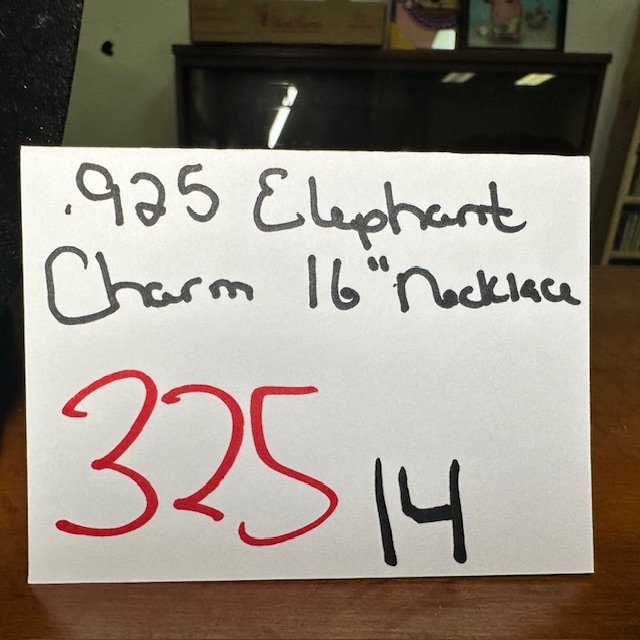 .925 Elephant
Charm 16" Necklace
325
14